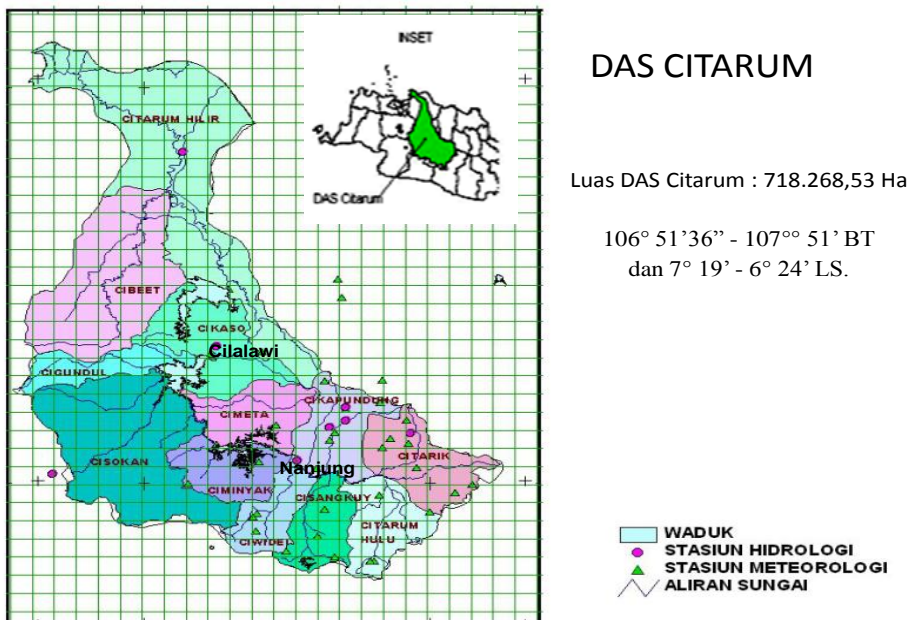 INSET
DAS Citarum
DAS CITARUM
Luas DAS Citarum : 718.268,53 Ha
106° 51’36” - 107°° 51’ BT
dan 7° 19’ - 6° 24’ LS.
CITARUM HILIR
CIBEET
CIKASO
Cilalawi
CIGUNDUL
CIMETA
CIKAPUNDUNG
CITARIK
CISOKAN
Nanjung
CIMINYAK
CISANGKUY
CITARUM
HULU
CIWIDEY
WADUK
STASIUN HIDROLOGI
STASIUN METEOROLOGI
ALIRAN SUNGAI